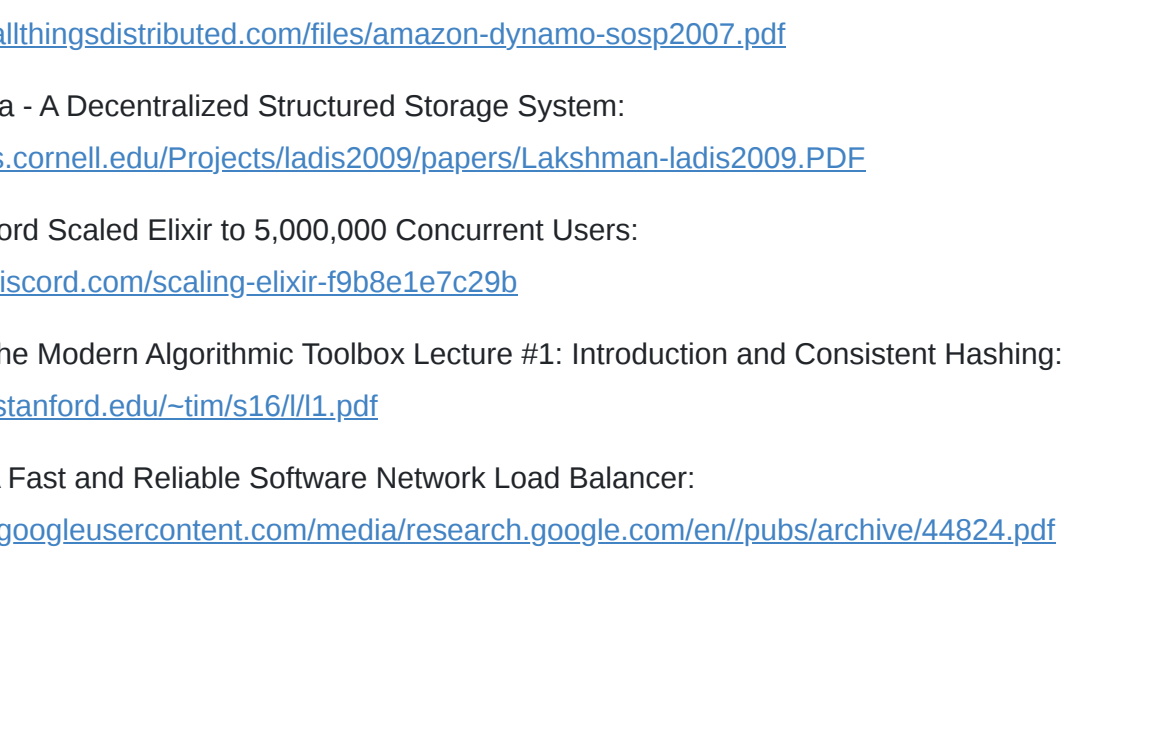 allthingsdistributed.com/files/amazon-dynamo-sosp2007.pdf
a - A Decentralized Structured Storage System:
s.cornell.edu/Projects/ladis2009/papers/Lakshman-ladis2009.PDF
ord Scaled Elixir to 5,000,000 Concurrent Users:
iscord.com/scaling-elixir-f9b8e1e7c29b
he Modern Algorithmic Toolbox Lecture #1: Introduction and Consistent Hashing:
stanford.edu/~tim/s16/l/l1.pdf
Fast and Reliable Software Network Load Balancer:
googleusercontent.com/media/research.google.com/en//pubs/archive/44824.pdf